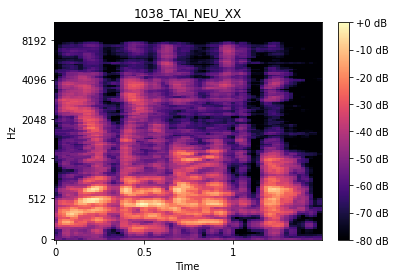 1038_TAI_NEU_XX
+0 dB
8192
-10 dB
4096
-20 dB
-30 dB
2048
Hz
-40 dB
1024
-50 dB
512
-60 dB
-70 dB
0
-80 dB
0
0.5
1
Time